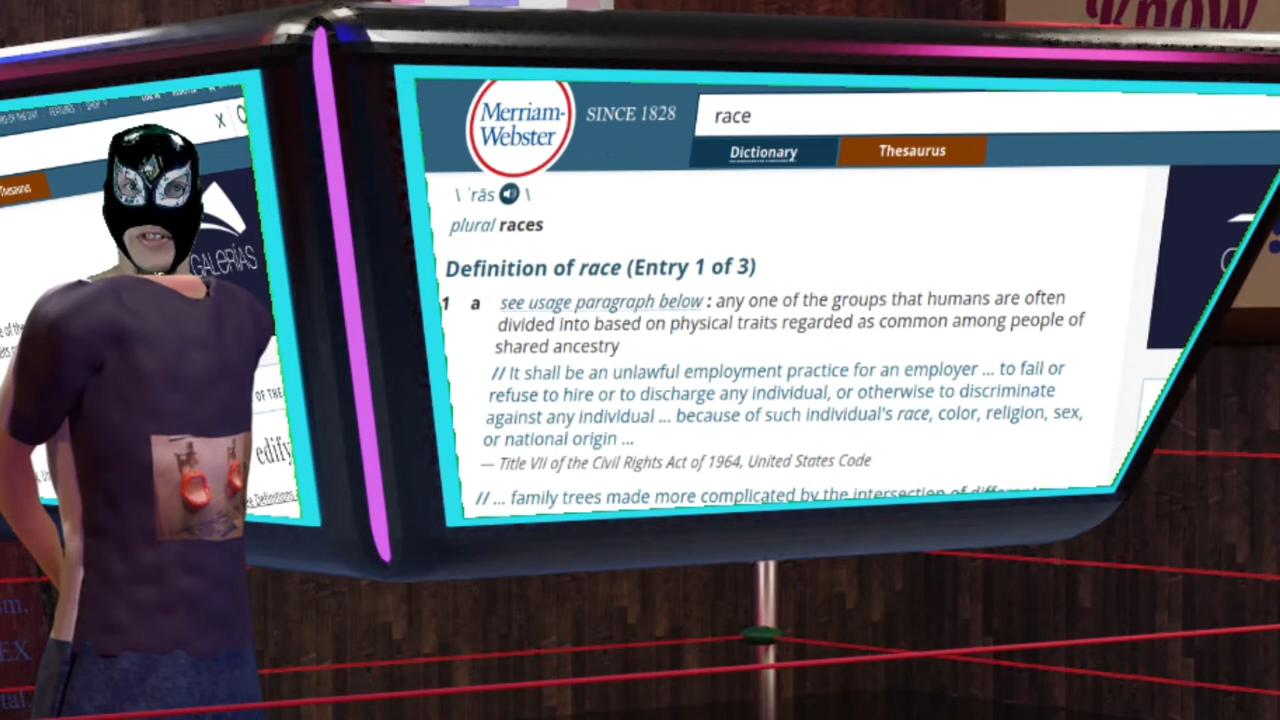 Know
Merriam-
Webster
SINCE 1828
race
Dictionary
Thesaurus
\ ˈrās \
plural races
Definition of race (Entry 1 of 3)
1 a see usage paragraph below : any one of the groups that humans are often
divided into based on physical traits regarded as common among people of
shared ancestry
// It shall be an unlawful employment practice for an employer ... to fail or
refuse to hire or to discharge any individual, or otherwise to discriminate
against any individual ... because of such individual's race, color, religion, sex,
or national origin ...
— Title VII of the Civil Rights Act of 1964, United States Code
// ... family trees made more complicated by the intersection of
X
Thesaurus
GALERÍAS
OF THE
edify